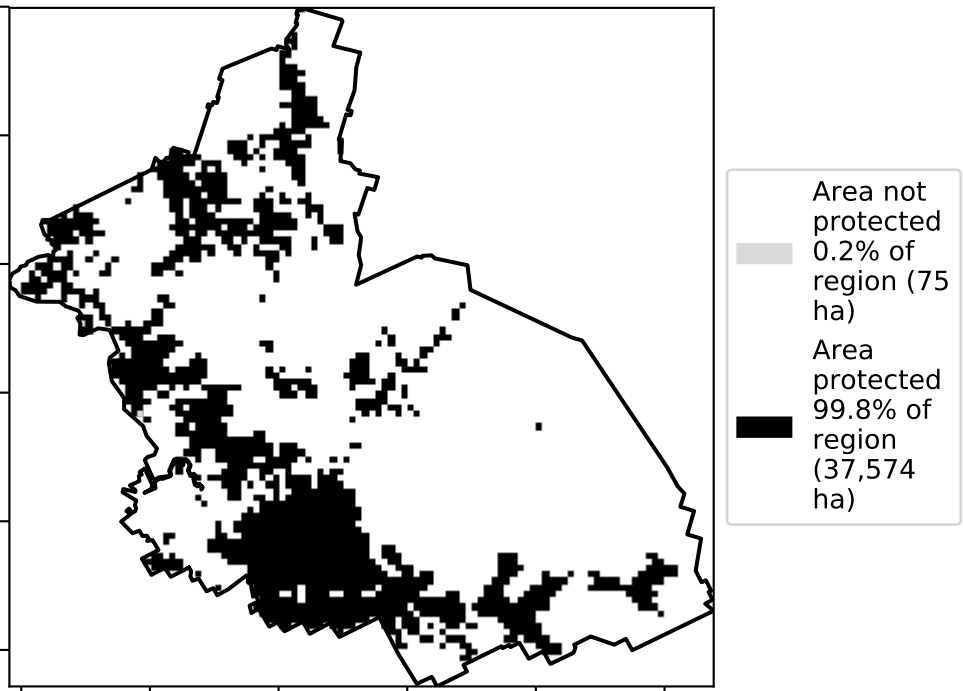 Area not
protected
0.2% of
region (75
ha)
Area
protected
99.8% of
region
(37,574
ha)